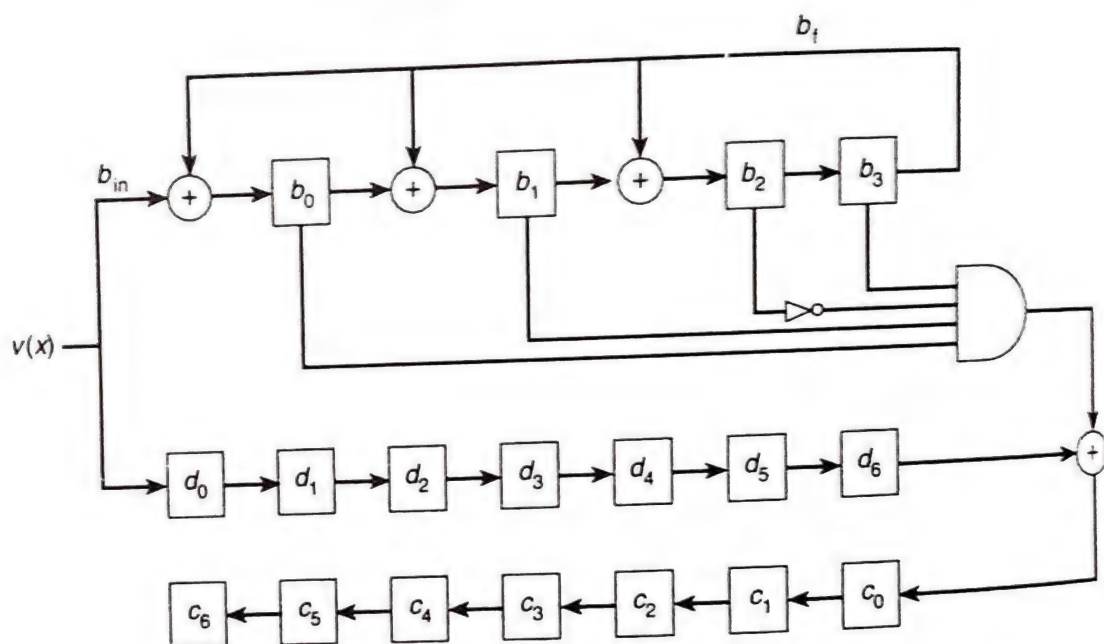 b_f
b_in
+ b_0 + b_1 + b_2 b_3
v(x)
+
d_0 d_1 d_2 d_3 d_4 d_5 d_6
c_6 c_5 c_4 c_3 c_2 c_1 c_0